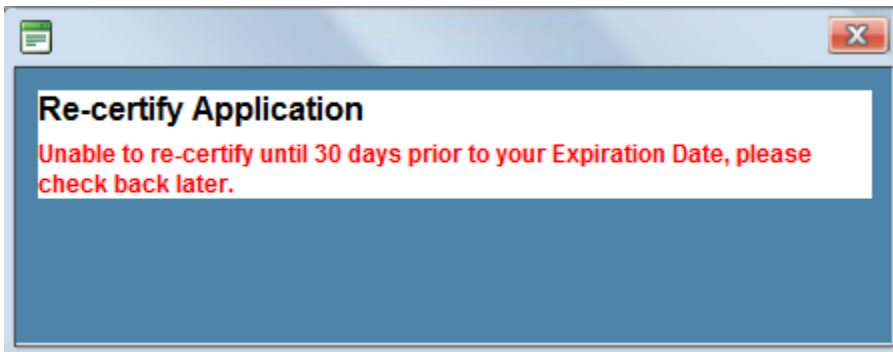 Re-certify Application
Unable to re-certify until 30 days prior to your Expiration Date, please
check back later.